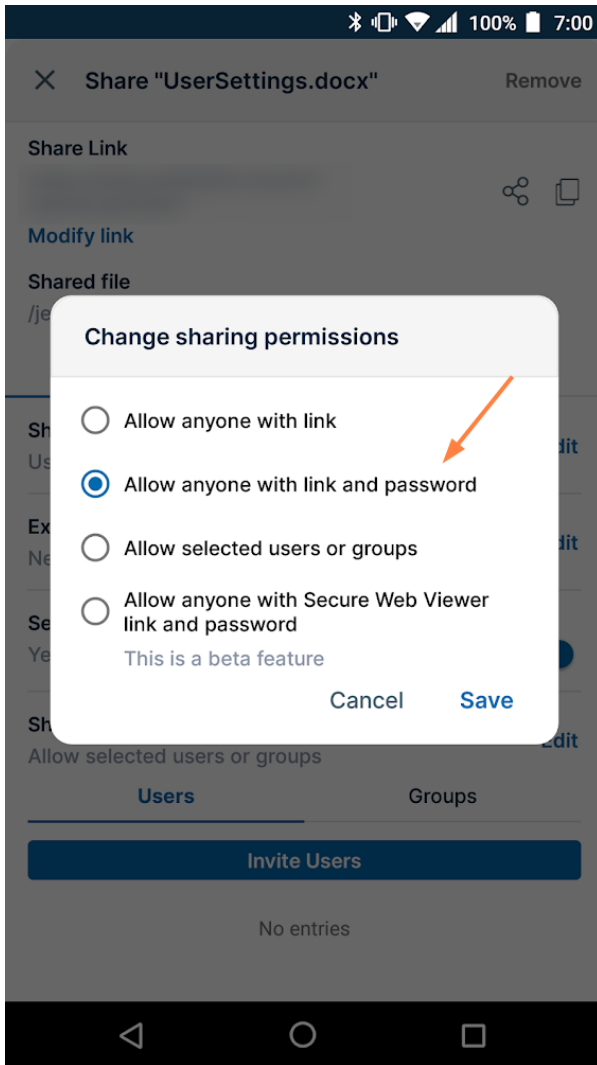 100% 7:00
Share "UserSettings.docx" Remove
Share Link
Modify link
Shared file
/je
Change sharing permissions
Allow anyone with link
Allow anyone with link and password
Allow selected users or groups
Allow anyone with Secure Web Viewer
link and password
This is a beta feature
Cancel Save
Edit
Allow selected users or groups
Users Groups
Invite Users
No entries